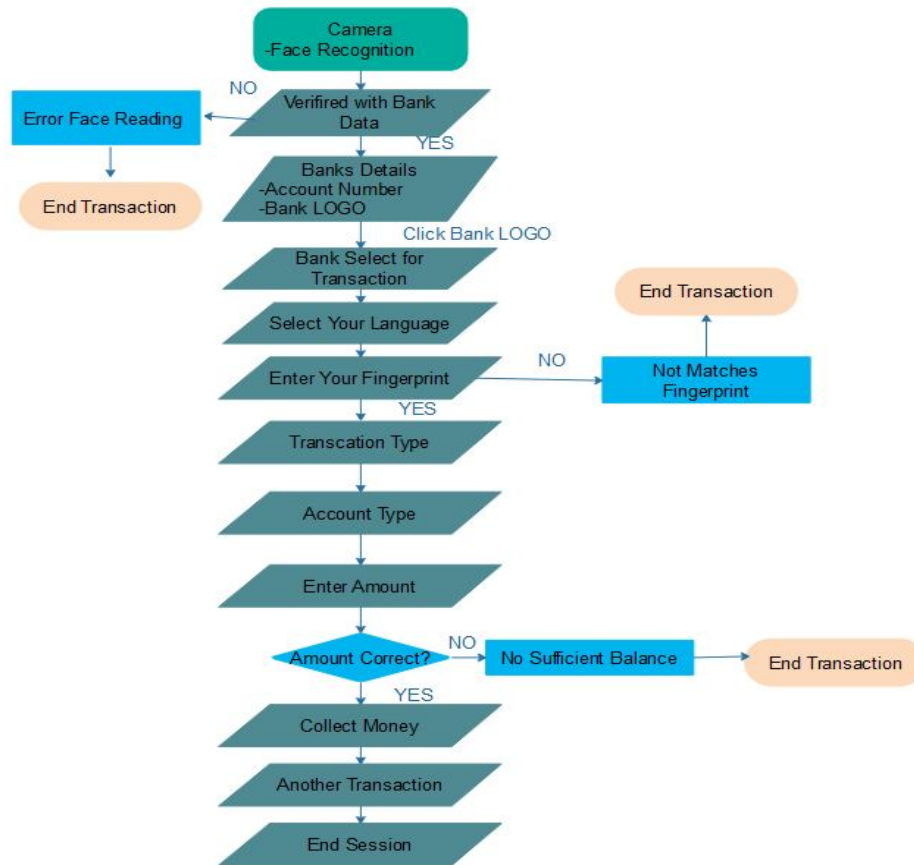 Camera
-Face Recognition
NO
Verifired with Bank
Data
Error Face Reading
YES
End Transaction
Banks Details
-Account Number
-Bank LOGO
Click Bank LOGO
Bank Select for
Transaction
End Transaction
Select Your Language
Enter Your Fingerprint
NO
Not Matches
Fingerprint
YES
Transcation Type
Account Type
Enter Amount
Amount Correct?
NO
No Sufficient Balance
End Transaction
YES
Collect Money
Another Transaction
End Session